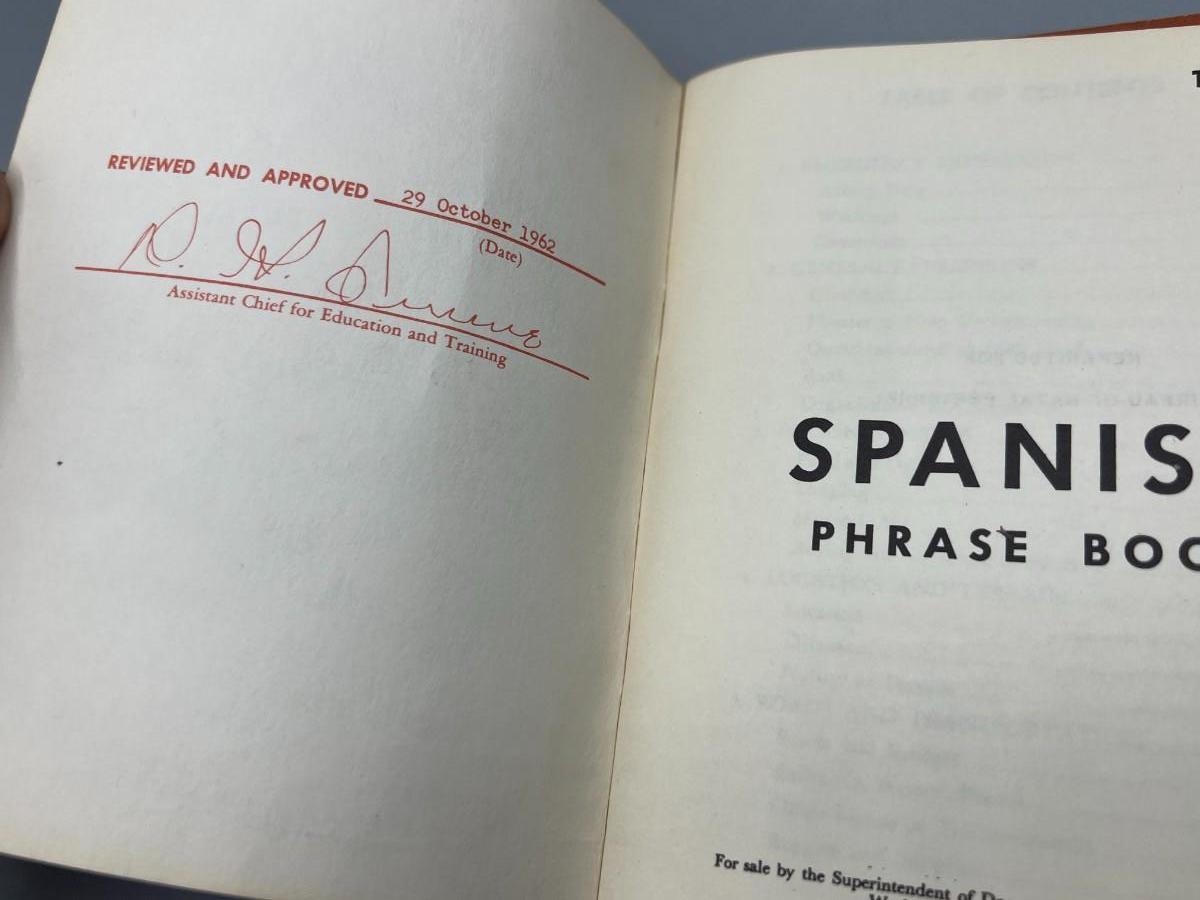 REVIEWED AND APPROVED 29 October 1962
(Date)
Assistant Chief for Education and Training
SPANIS
PHRASE BOO
For sale by the Superintendent of